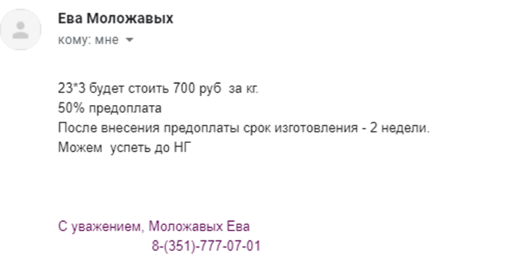 Ева Моложавых
кому: мне
23*3 будет стоить 700 руб за кг.
50% предоплата
После внесения предоплаты срок изготовления - 2 недели.
Можем успеть до НГ
С уважением, Моложавых Ева
8-(351)-777-07-01